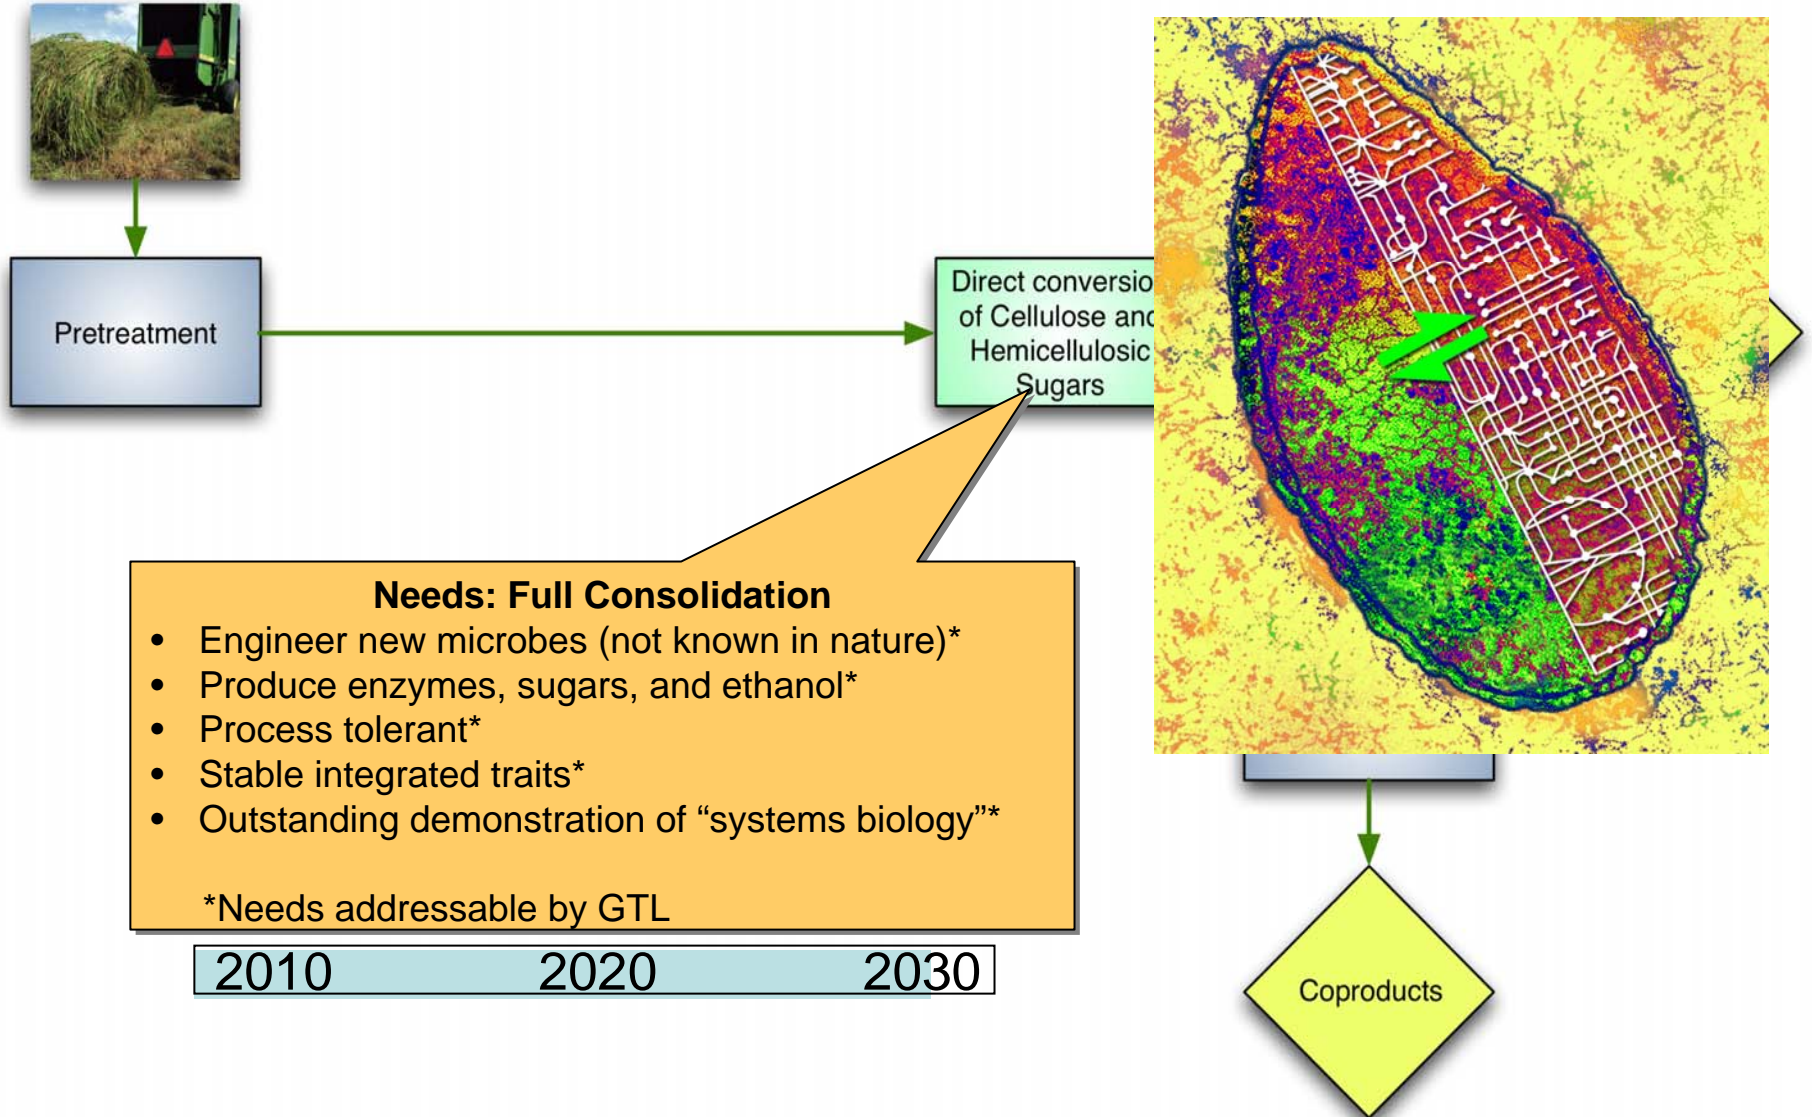 Pretreatment
Direct conversio
of Cellulose and
Hemicellulosic
Sugars
Needs: Full Consolidation
• Engineer new microbes (not known in nature)*
• Produce enzymes, sugars, and ethanol*
• Process tolerant*
• Stable integrated traits*
• Outstanding demonstration of “systems biology”*
*Needs addressable by GTL
2010 2020 2030
Coproducts